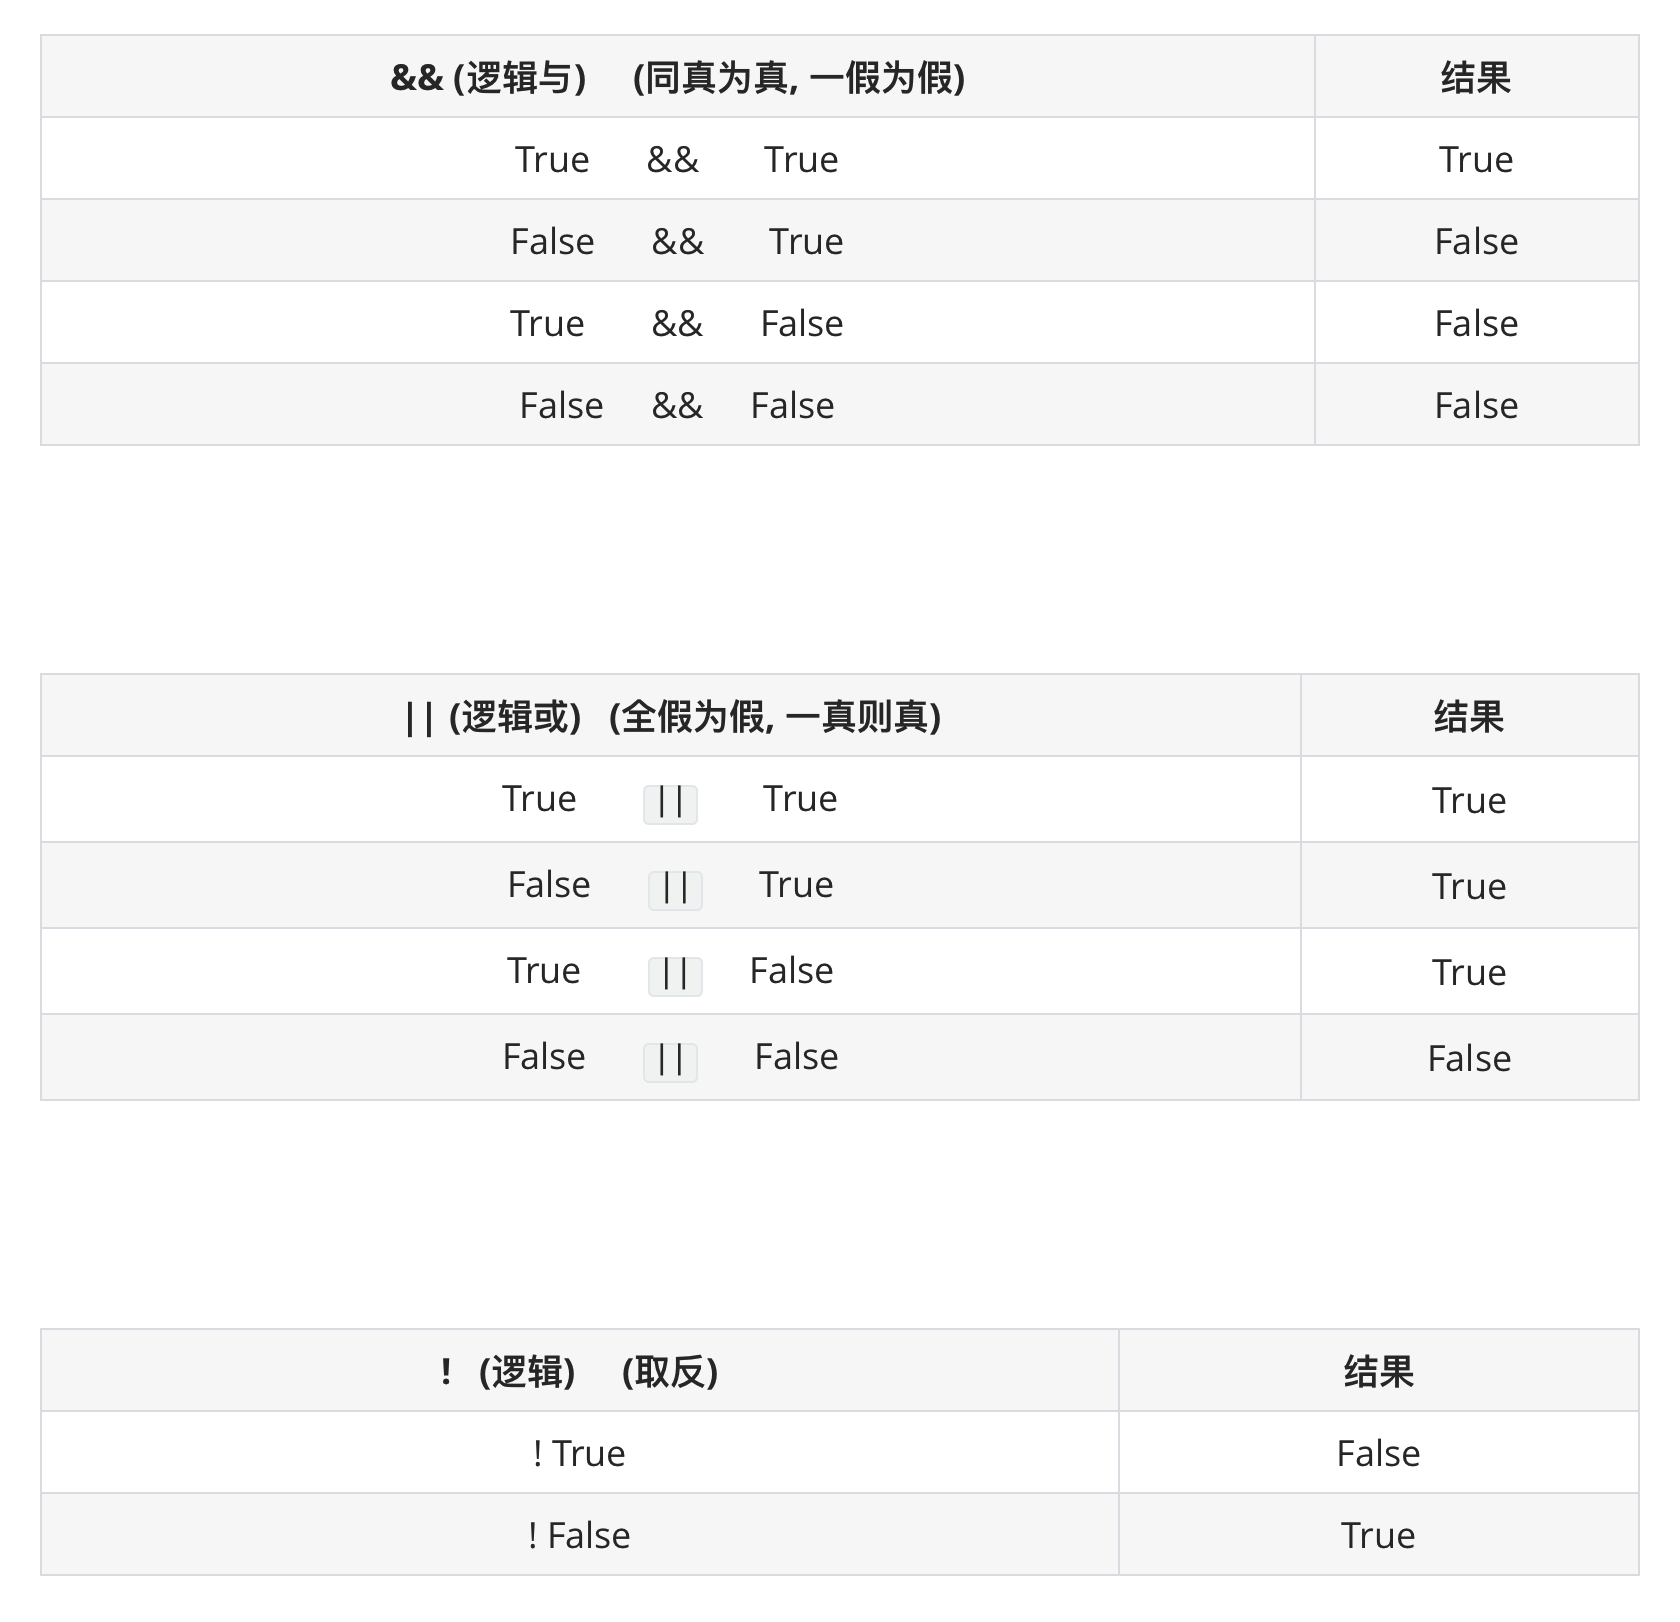 && (逻辑与) (同真为真, 一假为假) 结果
True && True True
False && True False
True && False False
False && False False
|| (逻辑或) (全假为假, 一真则真) 结果
True || True True
False || True True
True || False True
False || False False
! (逻辑) (取反) 结果
! True False
! False True